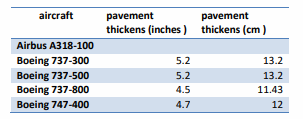 aircraft pavement pavement
thickens (inches ) thickens (cm )
Airbus A318-100
Boeing 737-300 5.2 13.2
Boeing 737-500 5.2 13.2
Boeing 737-800 4.5 11.43
Boeing 747-400 4.7 12